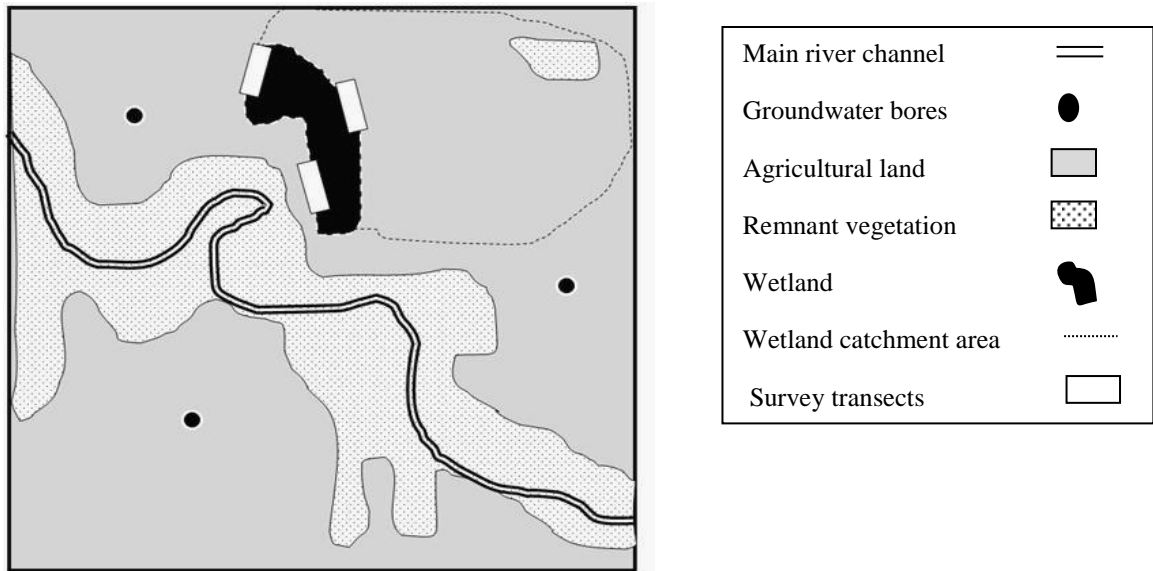 Main river channel
Groundwater bores
Agricultural land
Remnant vegetation
Wetland
Wetland catchment area
Survey transects